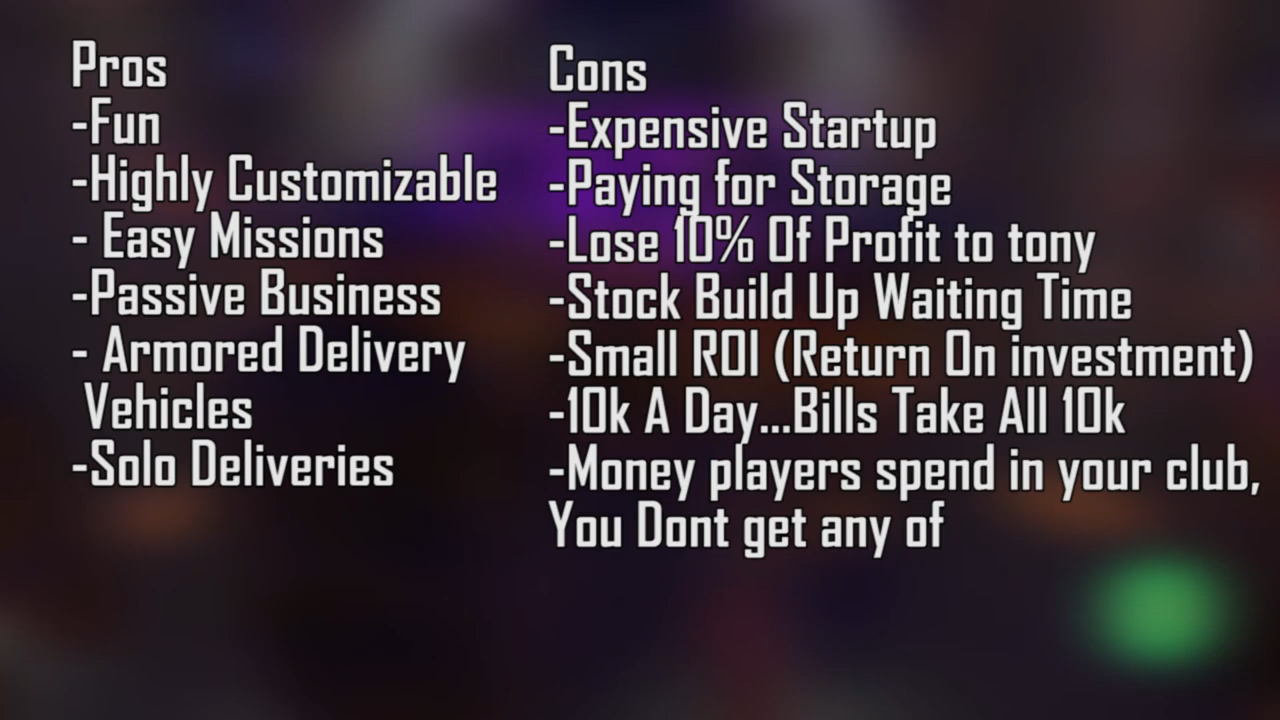 Pros
-Fun
-Highly Customizable
- Easy Missions
-Passive Business
- Armored Delivery
Vehicles
-Solo Deliveries
Cons
-Expensive Startup
-Paying for Storage
-Lose 10% Of Profit to tony
-Stock Build Up Waiting Time
-Small ROI (Return On investment)
-10k A Day...Bills Take All 10k
-Money players spend in your club,
You Dont get any of